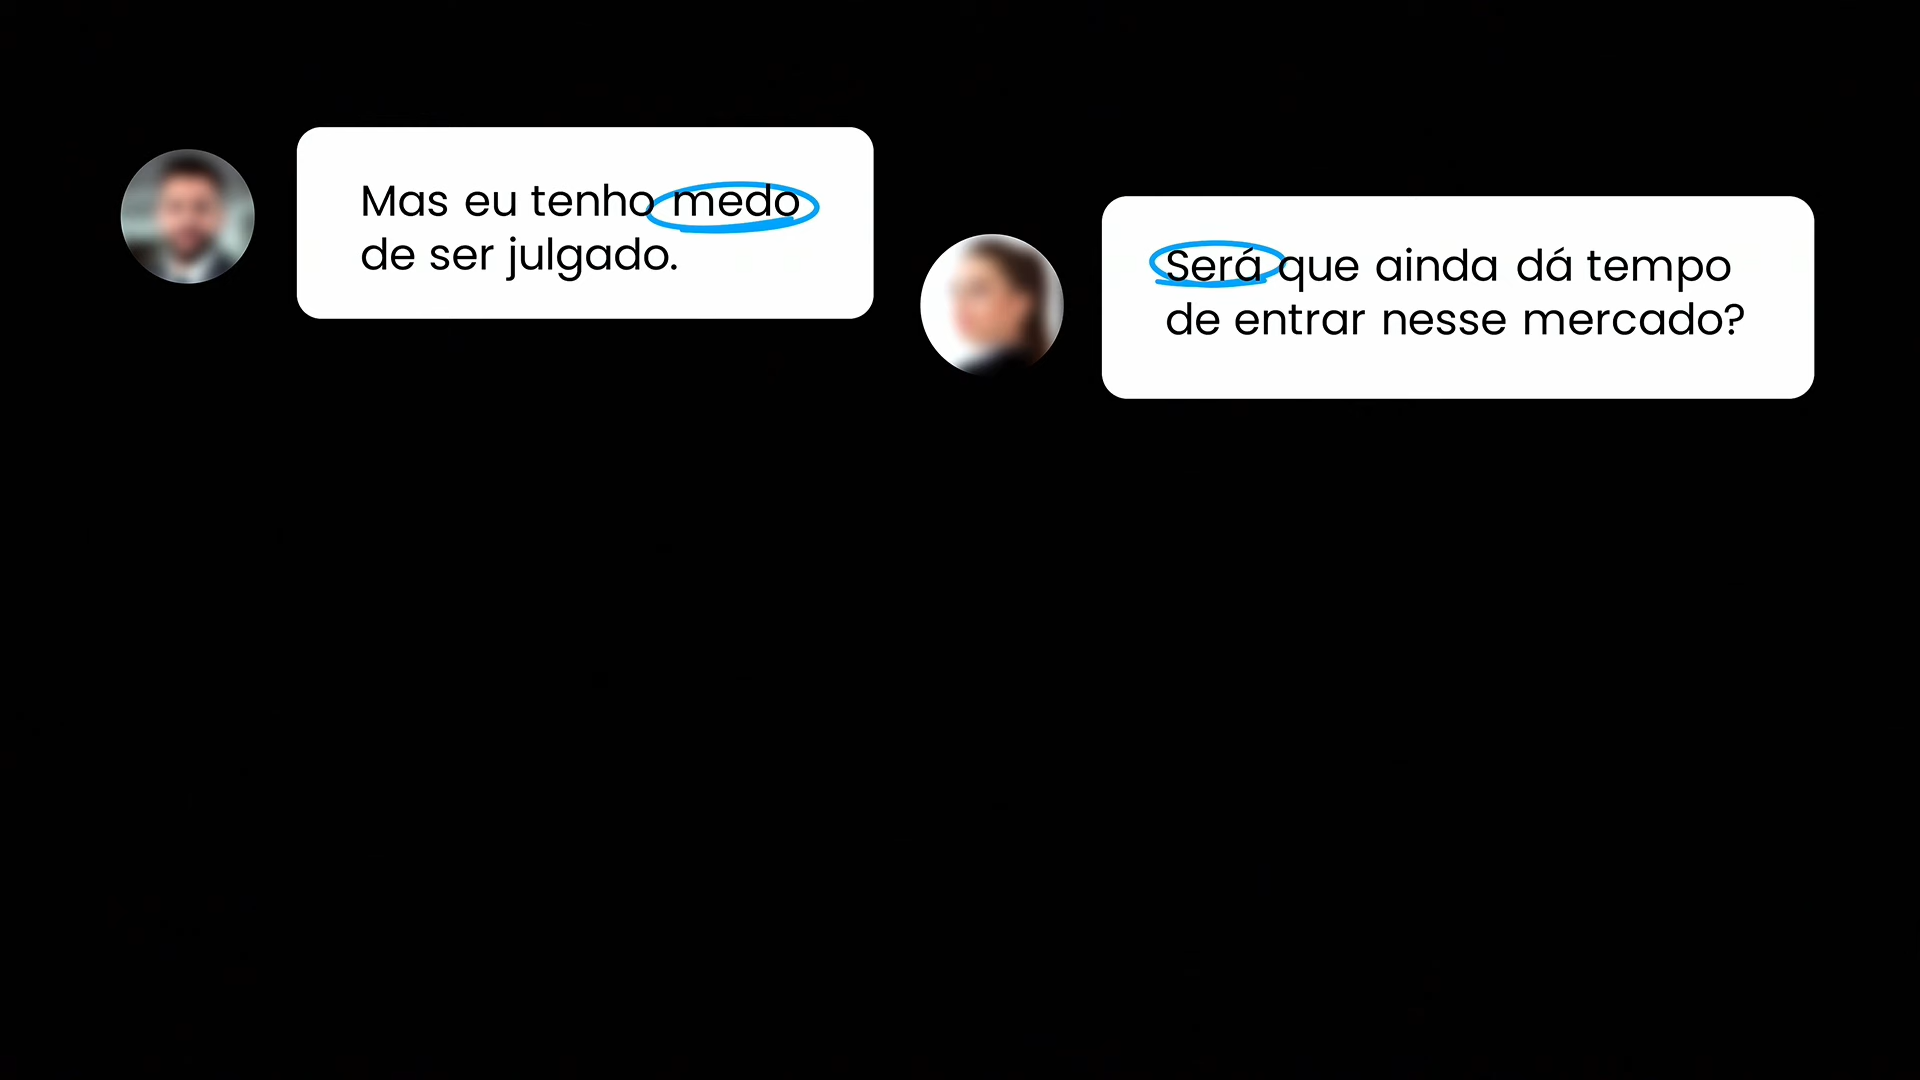 Mas eu tenho medo
de ser julgado.
Será que ainda dá tempo
de entrar nesse mercado?